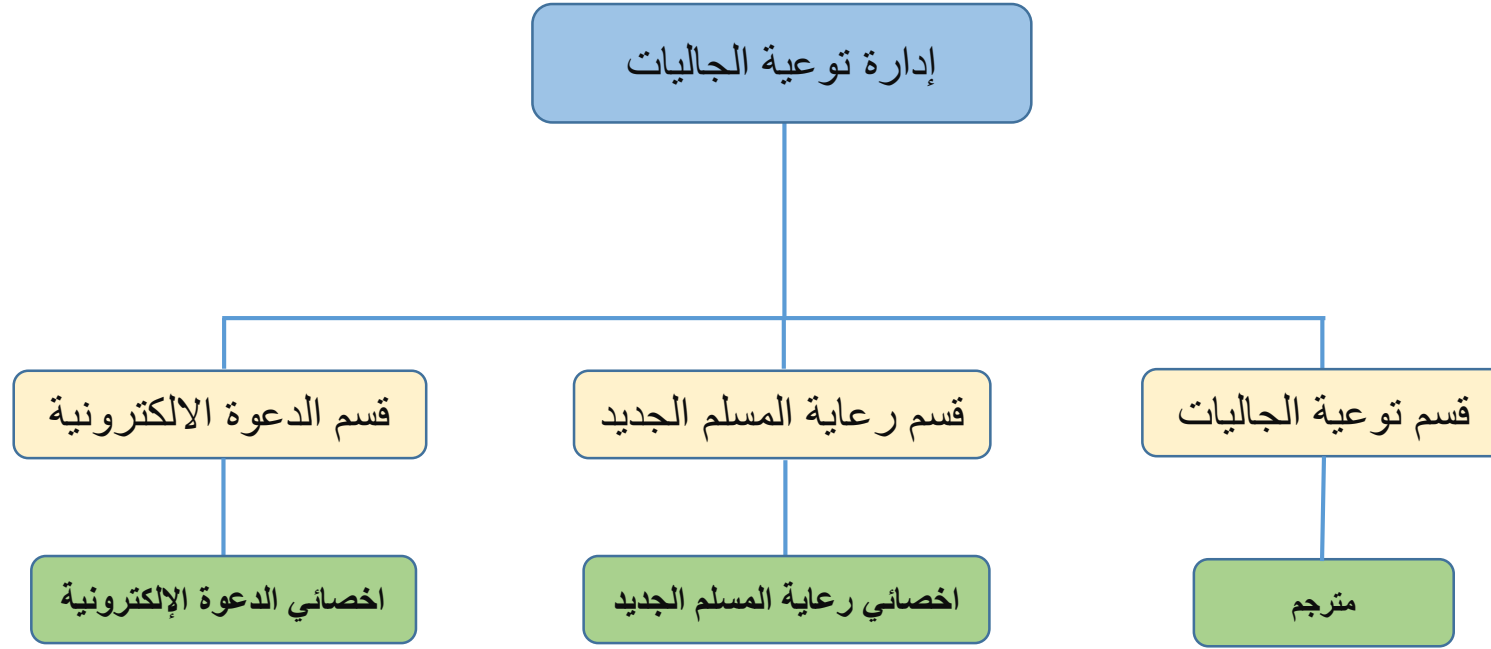 إدارة توعية الجاليات
قسم توعية الجاليات
قسم رعاية المسلم الجديد
قسم الدعوة الالكترونية
مترجم
اخصائي رعاية المسلم الجديد
اخصائي الدعوة الإلكترونية